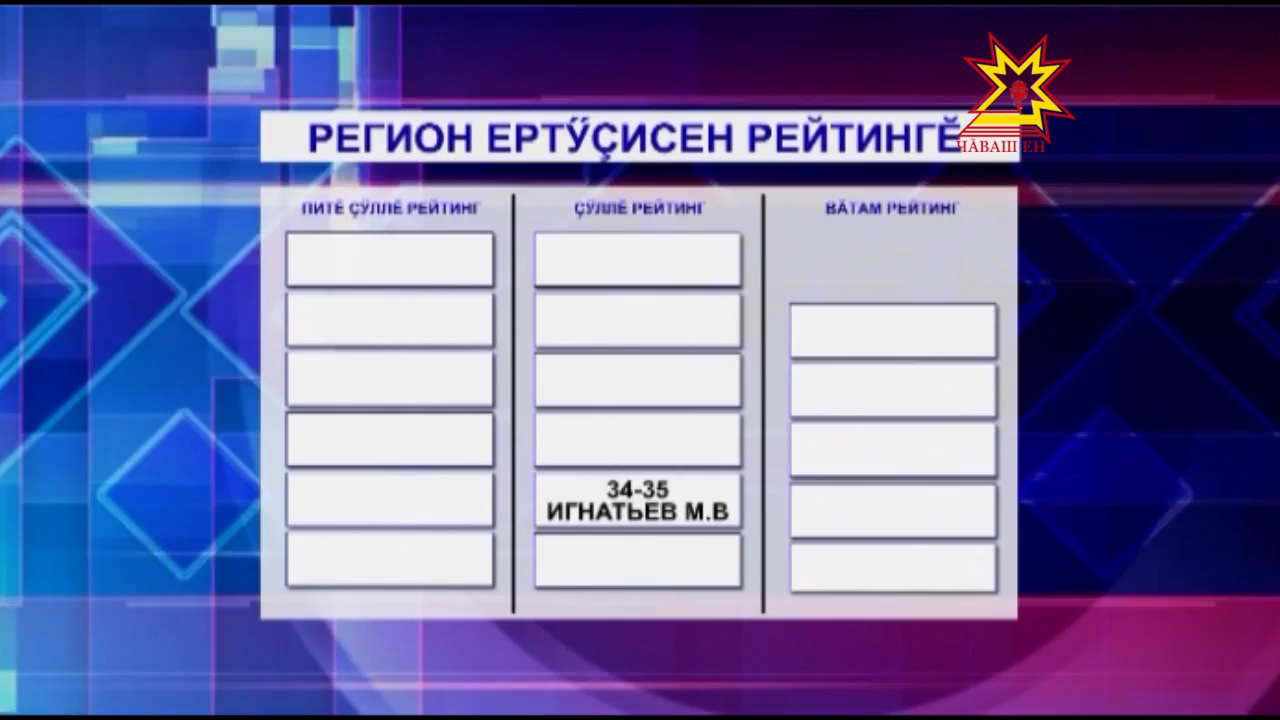 РЕГИОН ЕРТӲҪИСЕН РЕЙТИНГӖ
ЧӐВАШ ЕН
ПИТӖ ҪӲЛЛӖ РЕЙТИНГ
ҪӲЛЛӖ РЕЙТИНГ
ВӐТАМ РЕЙТИНГ
34-35
ИГНАТЬЕВ М.В